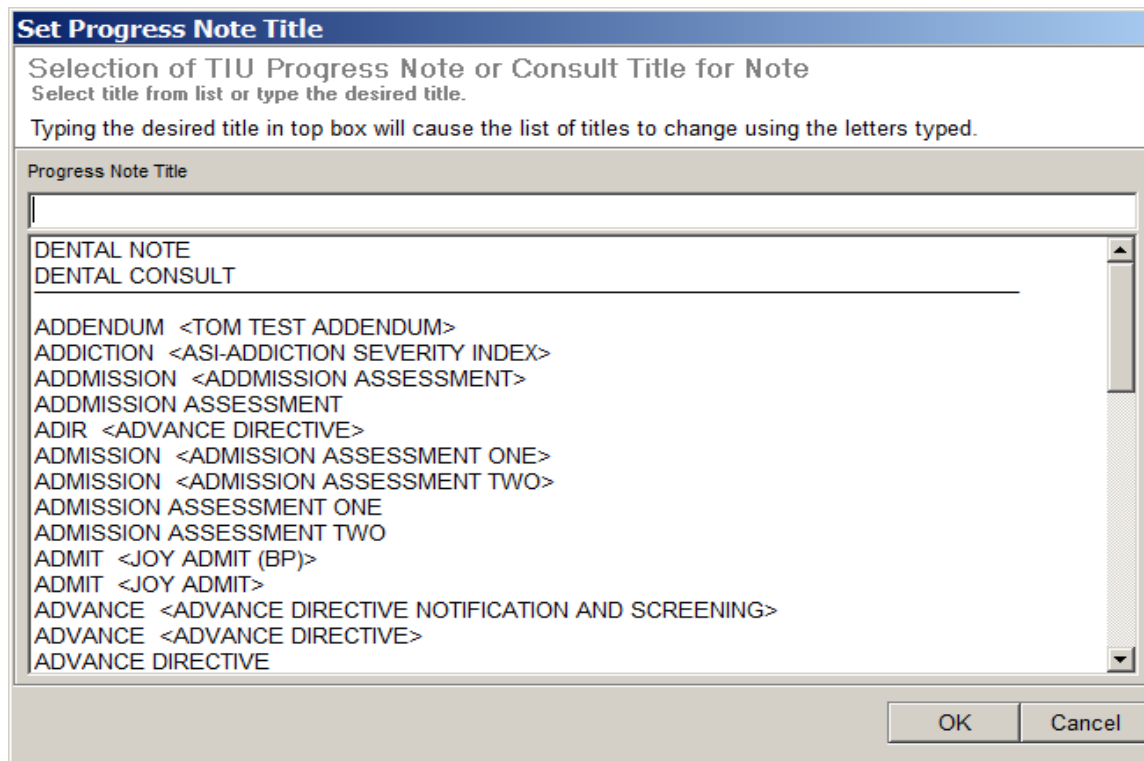 Set Progress Note Title
Selection of TIU Progress Note or Consult Title for Note
Select title from list or type the desired title.
Typing the desired title in top box will cause the list of titles to change using the letters typed.
Progress Note Title
DENTAL NOTE
DENTAL CONSULT
ADDENDUM <TOM TEST ADDENDUM>
ADDICTION <ASI-ADDICTION SEVERITY INDEX>
ADDMISSION <ADDMISSION ASSESSMENT>
ADDMISSION ASSESSMENT
ADIR <ADVANCE DIRECTIVE>
ADMISSION <ADMISSION ASSESSMENT ONE>
ADMISSION <ADMISSION ASSESSMENT TWO>
ADMISSION ASSESSMENT ONE
ADMISSION ASSESSMENT TWO
ADMIT <JOY ADMIT (BP)>
ADMIT <JOY ADMIT>
ADVANCE <ADVANCE DIRECTIVE NOTIFICATION AND SCREENING>
ADVANCE <ADVANCE DIRECTIVE>
ADVANCE DIRECTIVE
OK Cancel